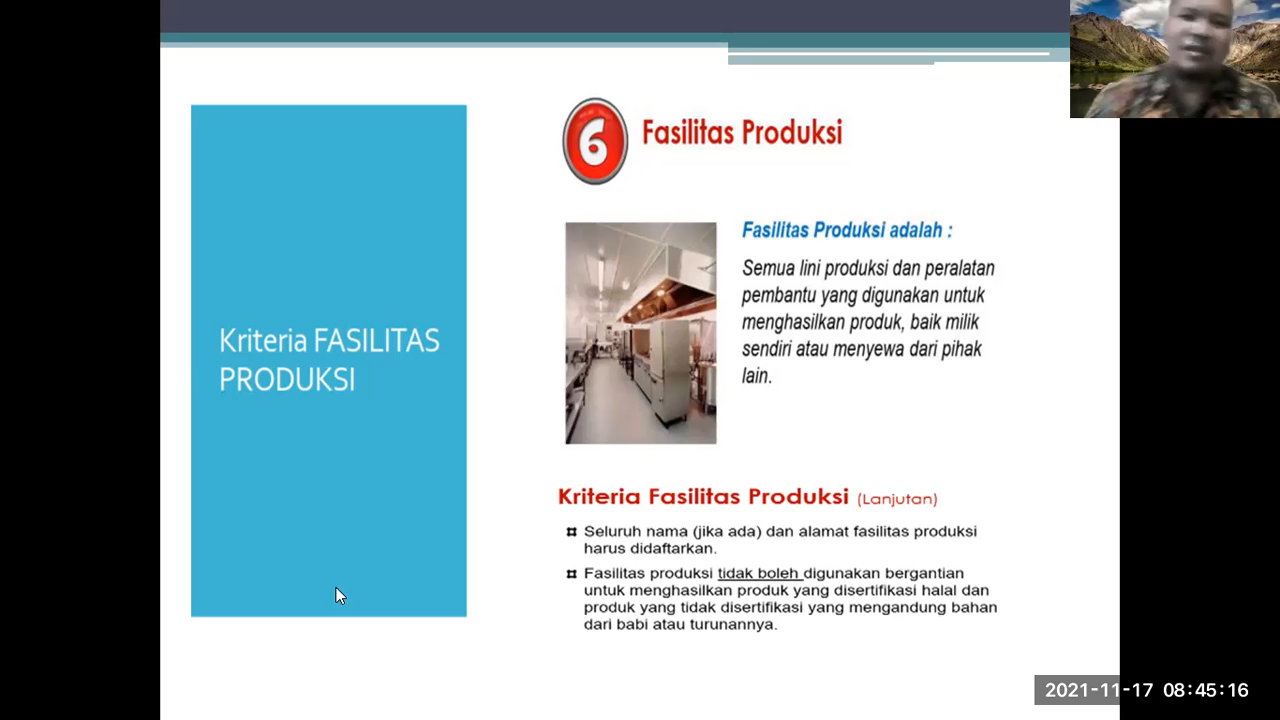 6 Fasilitas Produksi
Kriteria FASILITAS
PRODUKSI
Fasilitas Produksi adalah :
Semua lini produksi dan peralatan
pembantu yang digunakan untuk
menghasilkan produk, baik milik
sendiri atau menyewa dari pihak
lain.
Kriteria Fasilitas Produksi (Lanjutan)
Seluruh nama (jika ada) dan alamat fasilitas produksi
harus didaftarkan.
Fasilitas produksi tidak boleh digunakan bergantian
untuk menghasilkan produk yang disertifikasi halal dan
produk yang tidak disertifikasi yang mengandung bahan
dari babi atau turunannya.
2021-11-17 08:45:16